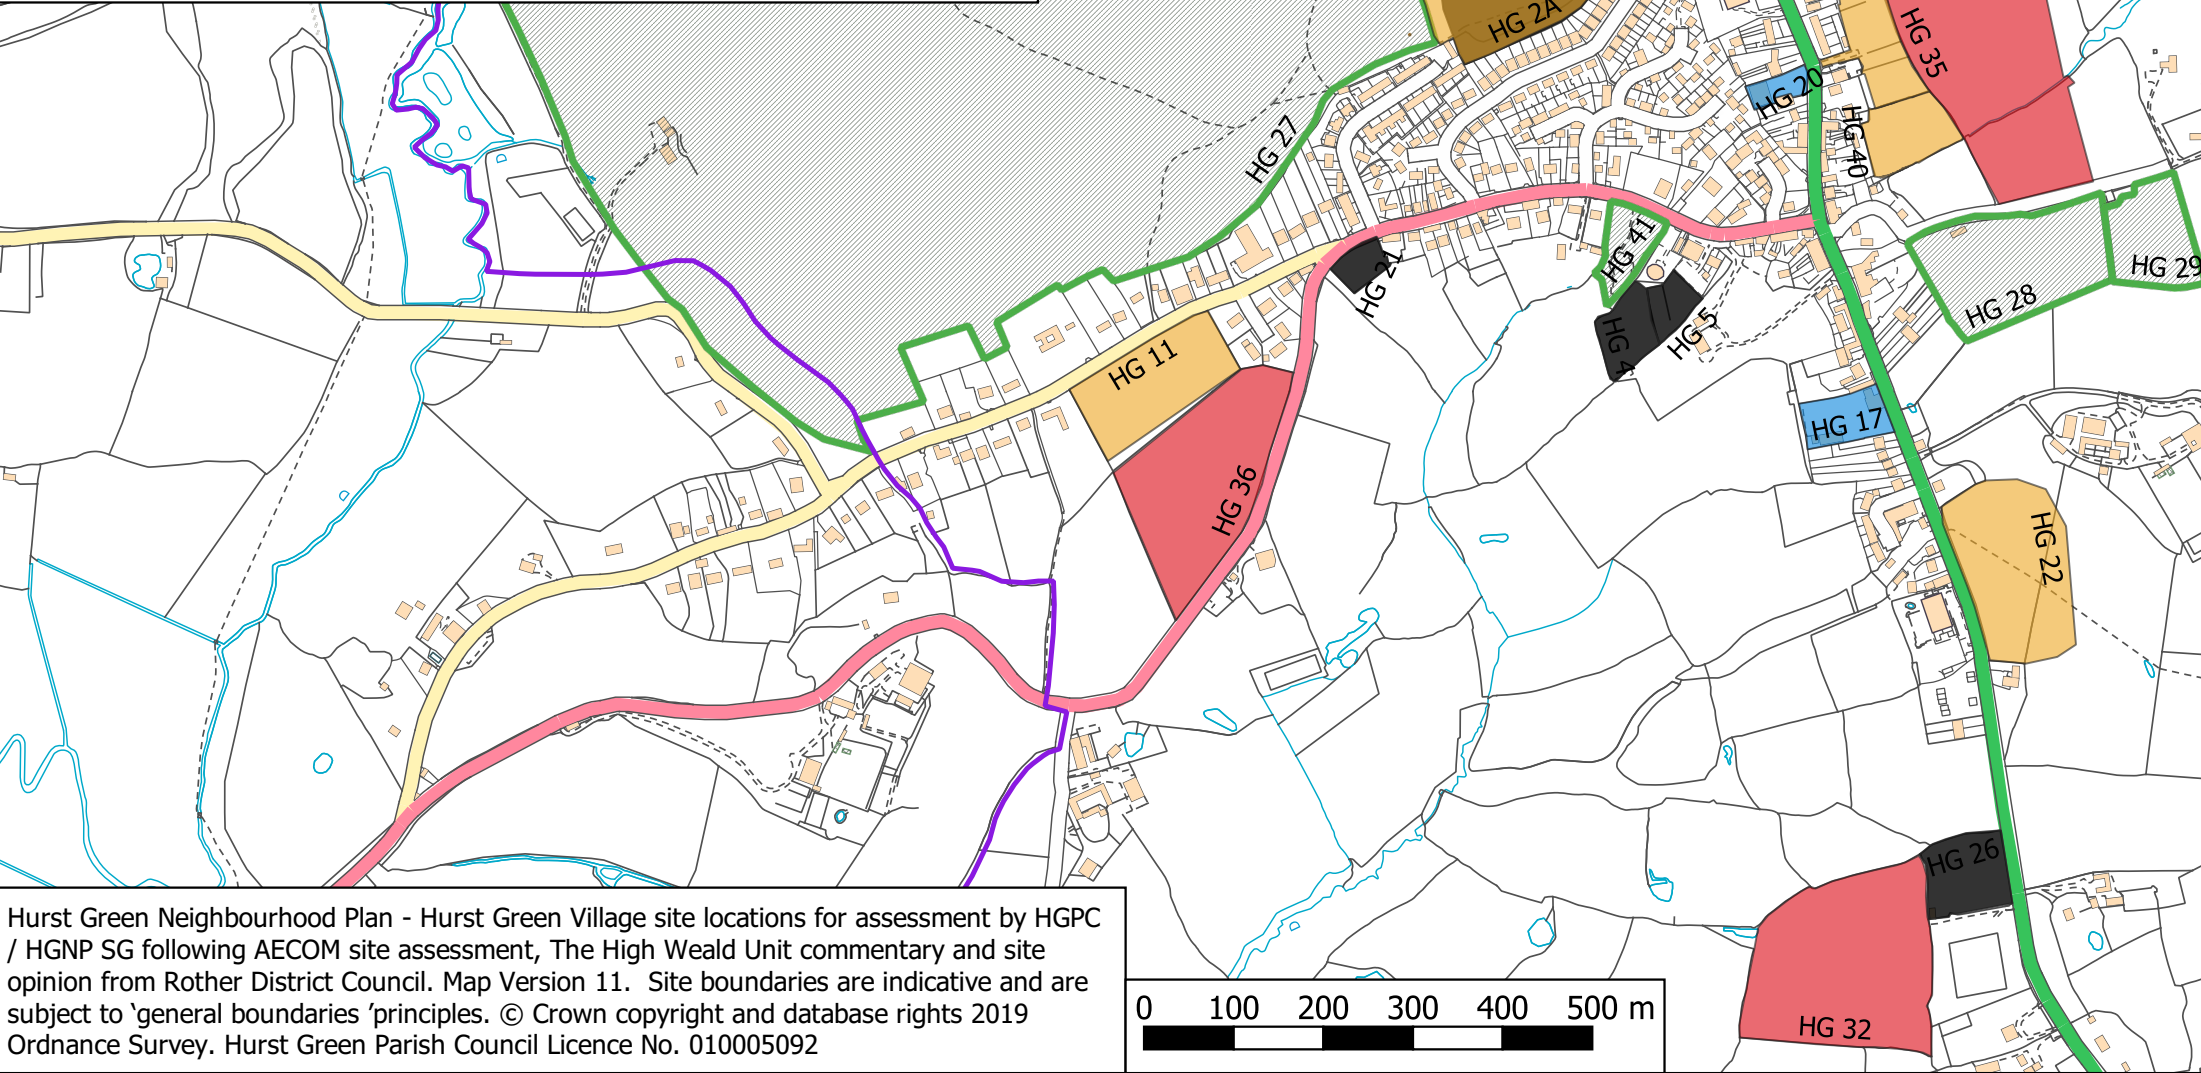 HG 2A
HG 35
HG 20
HG 40
HG 27
HG 41
HG 21
HG 29
HG 28
HG 4
HG 5
HG 11
HG 17
HG 36
HG 22
HG 26
HG 32
Hurst Green Neighbourhood Plan - Hurst Green Village site locations for assessment by HGPC
/ HGNP SG following AECOM site assessment, The High Weald Unit commentary and site
opinion from Rother District Council. Map Version 11.  Site boundaries are indicative and are
subject to ‘general boundaries ’principles. © Crown copyright and database rights 2019
Ordnance Survey. Hurst Green Parish Council Licence No. 010005092
0 100 200 300 400 500 m